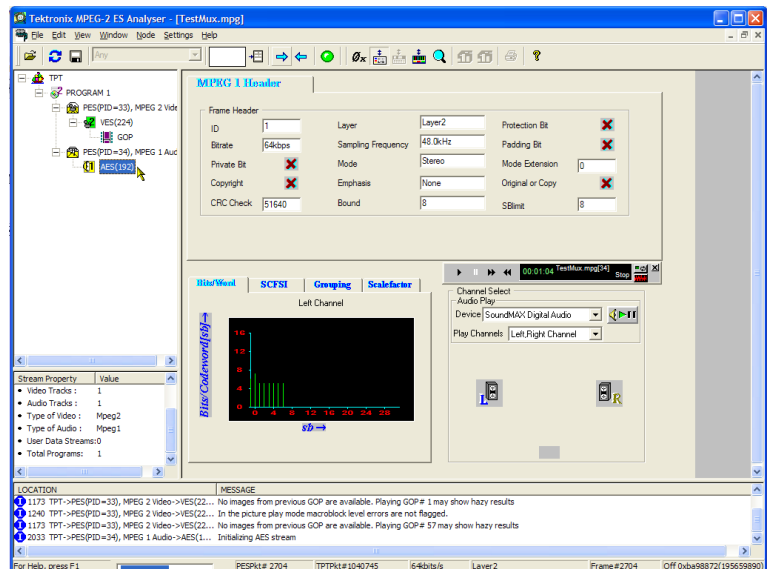 Tektronix MPEG-2 ES Analyser - [TestMux.mpg]
File Edit View Window Node Settings Help
Any
TPT
PROGRAM 1
PES(PID=33), MPEG 2 Vide
VES(224)
GOP
PES(PID=34), MPEG 1 Auc
AES(192)
MPEG 1 Header
Frame Header
ID 1 Layer Layer2 Protection Bit
Bitrate 64kbps Sampling Frequency 48.0kHz Padding Bit
Private Bit Mode Stereo Mode Extension 0
Copyright Emphasis None Original or Copy
CRC Check 51640 Bound 8 SBlimit 8
00:01:04 TestMux.mpg[34] Stop
Bits/Word SCFSI Grouping Scalefactor
Left Channel
Bits/Codeword[sb]→
16
12
8
4
0
0 4 8 12 16 20 24 28
sb→
Channel Select
Audio Play
Device SoundMAX Digital Audio
Play Channels Left,Right Channel
L R
Stream Property Value
Video Tracks : 1
Audio Tracks : 1
Type of Video : Mpeg2
Type of Audio : Mpeg1
User Data Streams:0
Total Programs: 1
LOCATION MESSAGE
1173 TPT->PES(PID=33), MPEG 2 Video->VES(22... No images from previous GOP are available. Playing GOP# 1 may show hazy results
1240 TPT->PES(PID=33), MPEG 2 Video->VES(22... In the picture play mode macroblock level errors are not flagged.
1173 TPT->PES(PID=33), MPEG 2 Video->VES(22... No images from previous GOP are available. Playing GOP# 57 may show hazy results
2033 TPT->PES(PID=34), MPEG 1 Audio->AES(1... Initializing AES stream
For Help, press F1 PESPkt# 2704 TPTPkt#1040745 64kbits/s Layer2 Frame#2704 Off 0xba98872(195659890)